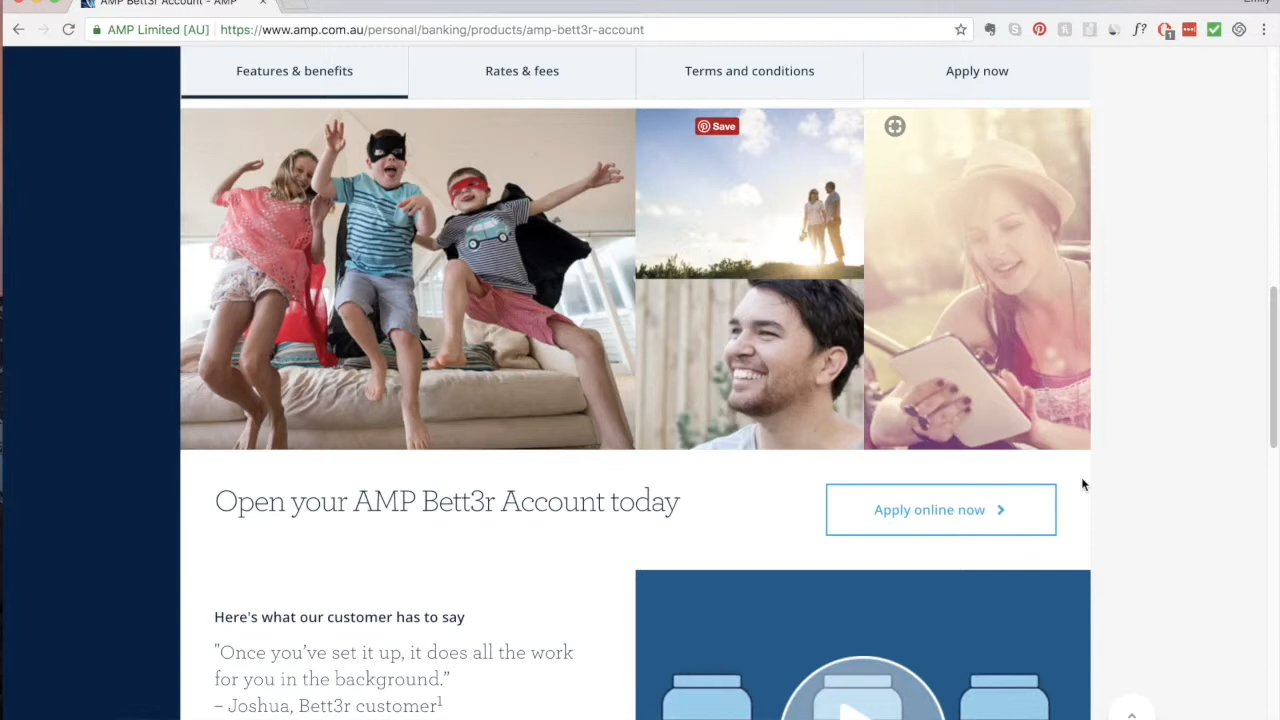 AMP Bett3r Account - AMP
AMP Limited [AU]
https://www.amp.com.au/personal/banking/products/amp-bett3r-account
Features & benefits
Rates & fees
Terms and conditions
Apply now
Save
Open your AMP Bett3r Account today
Apply online now
Here's what our customer has to say
"Once you've set it up, it does all the work
for you in the background."
– Joshua, Bett3r customer¹